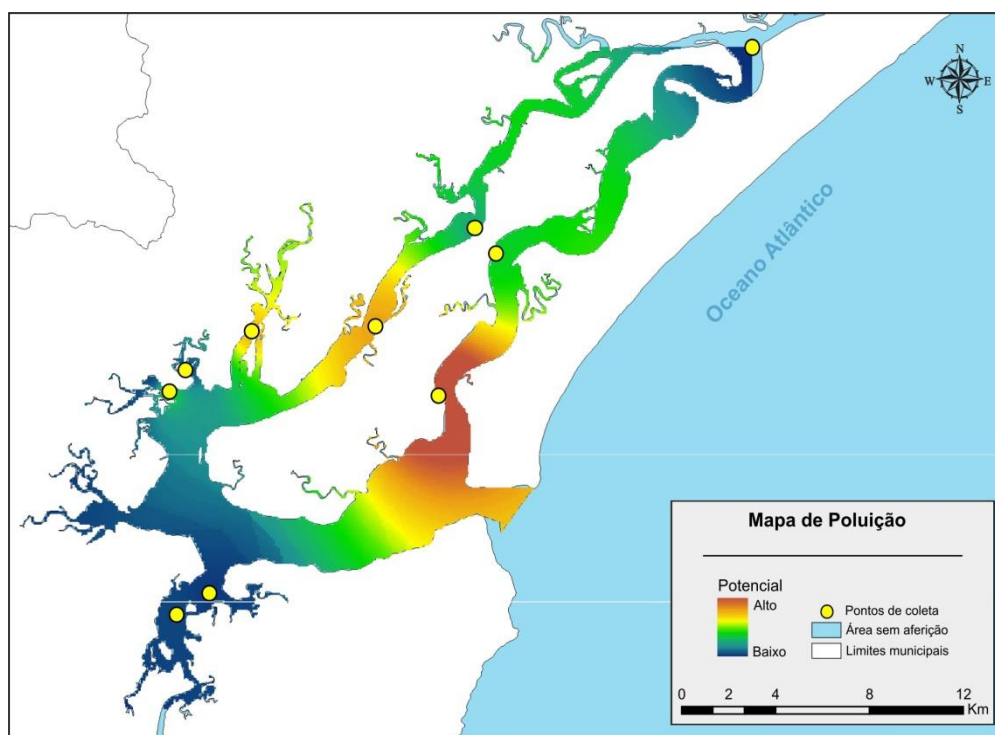 N
W E
S
Oceano Atlântico
Mapa de Poluição
Potencial
Alto
Baixo
Pontos de coleta
Área sem aferição
Limites municipais
0 2 4 8 12
Km